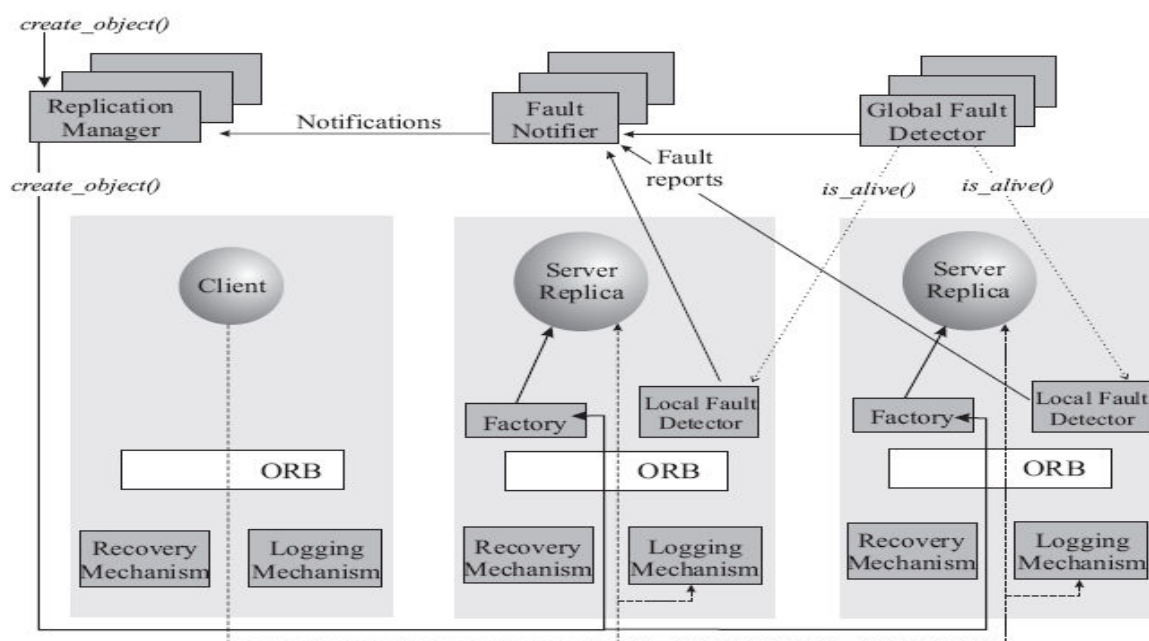 create_object()
Replication
Manager
Notifications
Fault
Notifier
Global Fault
Detector
create_object()
Fault
reports
is_alive()
is_alive()
Client
Server
Replica
Server
Replica
Factory
Local Fault
Detector
Factory
Local Fault
Detector
ORB
ORB
ORB
Recovery
Mechanism
Logging
Mechanism
Recovery
Mechanism
Logging
Mechanism
Recovery
Mechanism
Logging
Mechanism